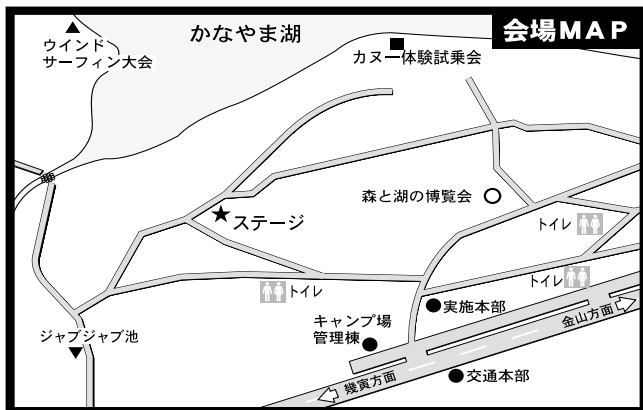 会場MAP
かなやま湖
ウインド
サーフィン大会
カヌー体験試乗会
森と湖の博覧会
ステージ
トイレ
トイレ
トイレ
実施本部
キャンプ場
管理棟
ジャブジャブ池
金山方面
幾寅方面
交通本部